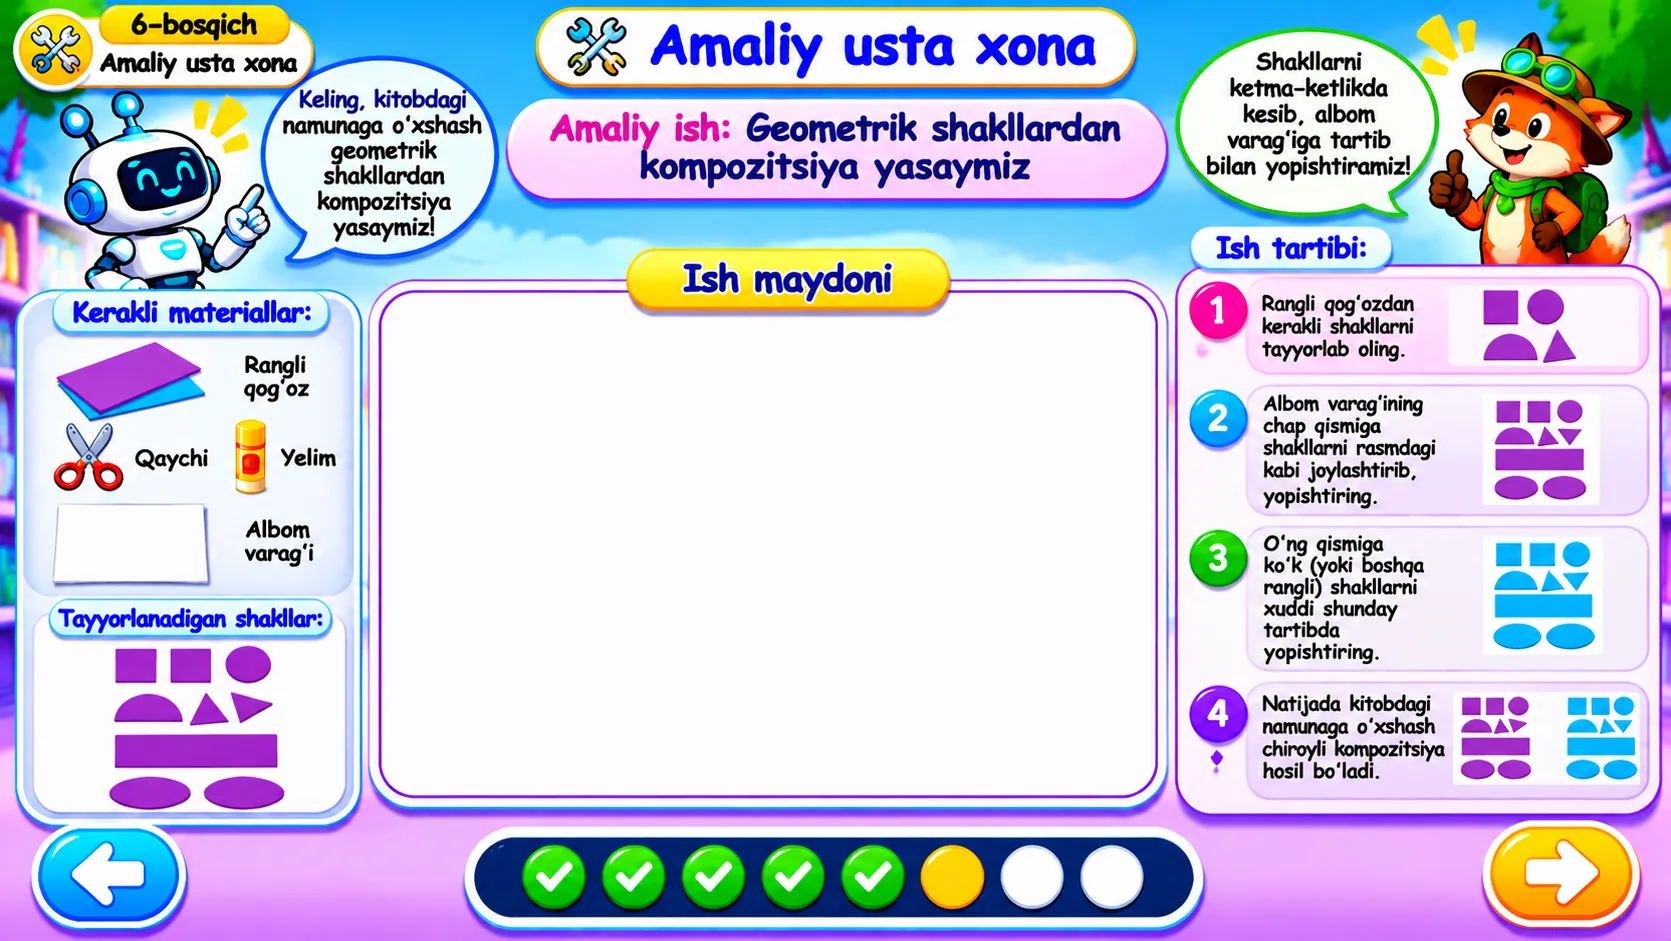 6-bosqich
Amaliy usta xona
Amaliy usta xona
Keling, kitobdagi
namunaga o‘xshash
geometrik
shakllardan
kompozitsiya
yasaymiz!
Amaliy ish: Geometrik shakllardan
kompozitsiya yasaymiz
Shakllarni
ketma-ketlikda
kesib, albom
varag‘iga tartib
bilan yopishtiramiz!
Kerakli materiallar:
Rangli
qog‘oz
Qaychi
Yelim
Albom
varag‘i
Tayyorlanadigan shakllar:
Ish maydoni
Ish tartibi:
1
Rangli qog‘ozdan
kerakli shakllarni
tayyorlab oling.
2
Albom varag‘ining
chap qismiga
shakllarni rasmdagi
kabi joylashtirib,
yopishtiring.
3
O‘ng qismiga
ko‘k (yoki boshqa
rangli) shakllarni
xuddi shunday
tartibda
yopishtiring.
4
Natijada kitobdagi
namunaga o‘xshash
chiroyli kompozitsiya
hosil bo‘ladi.